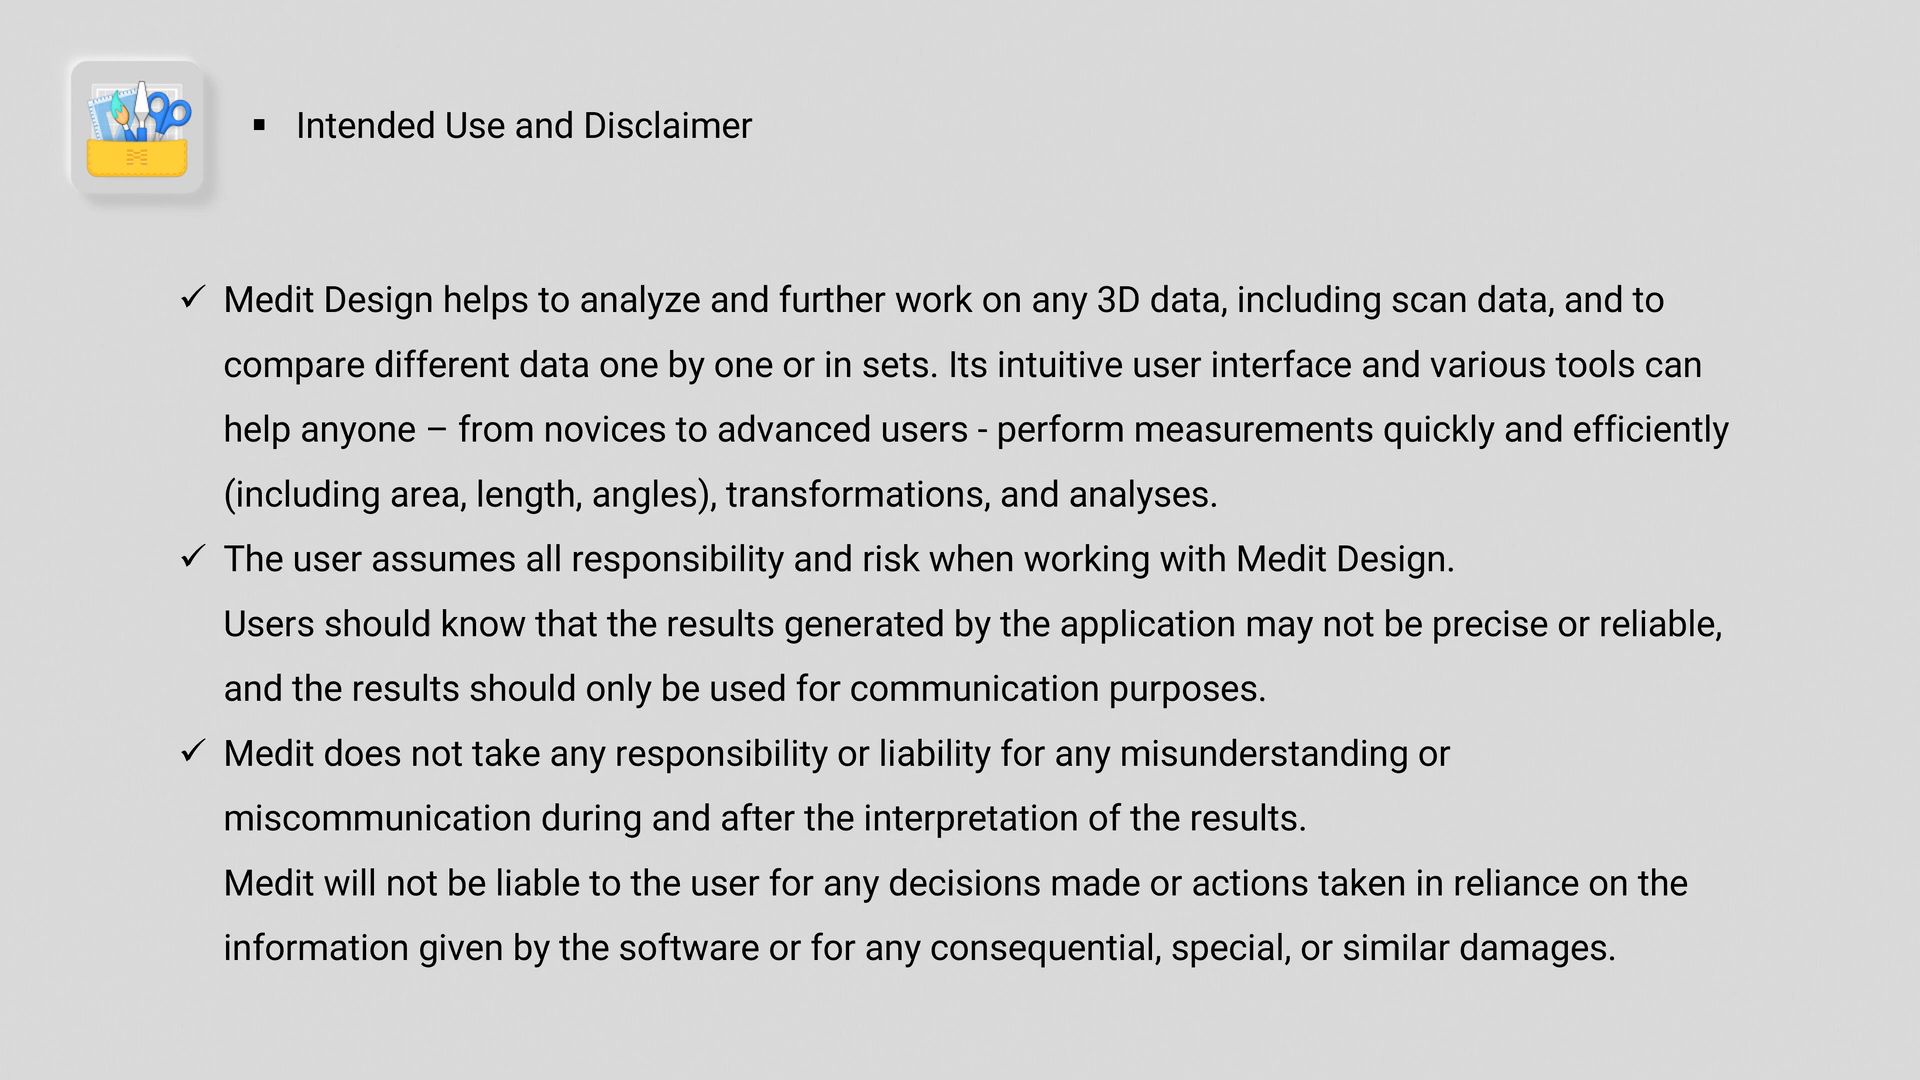 ▪ Intended Use and Disclaimer
✓ Medit Design helps to analyze and further work on any 3D data, including scan data, and to
compare different data one by one or in sets. Its intuitive user interface and various tools can
help anyone – from novices to advanced users - perform measurements quickly and efficiently
(including area, length, angles), transformations, and analyses.
✓ The user assumes all responsibility and risk when working with Medit Design.
Users should know that the results generated by the application may not be precise or reliable,
and the results should only be used for communication purposes.
✓ Medit does not take any responsibility or liability for any misunderstanding or
miscommunication during and after the interpretation of the results.
Medit will not be liable to the user for any decisions made or actions taken in reliance on the
information given by the software or for any consequential, special, or similar damages.